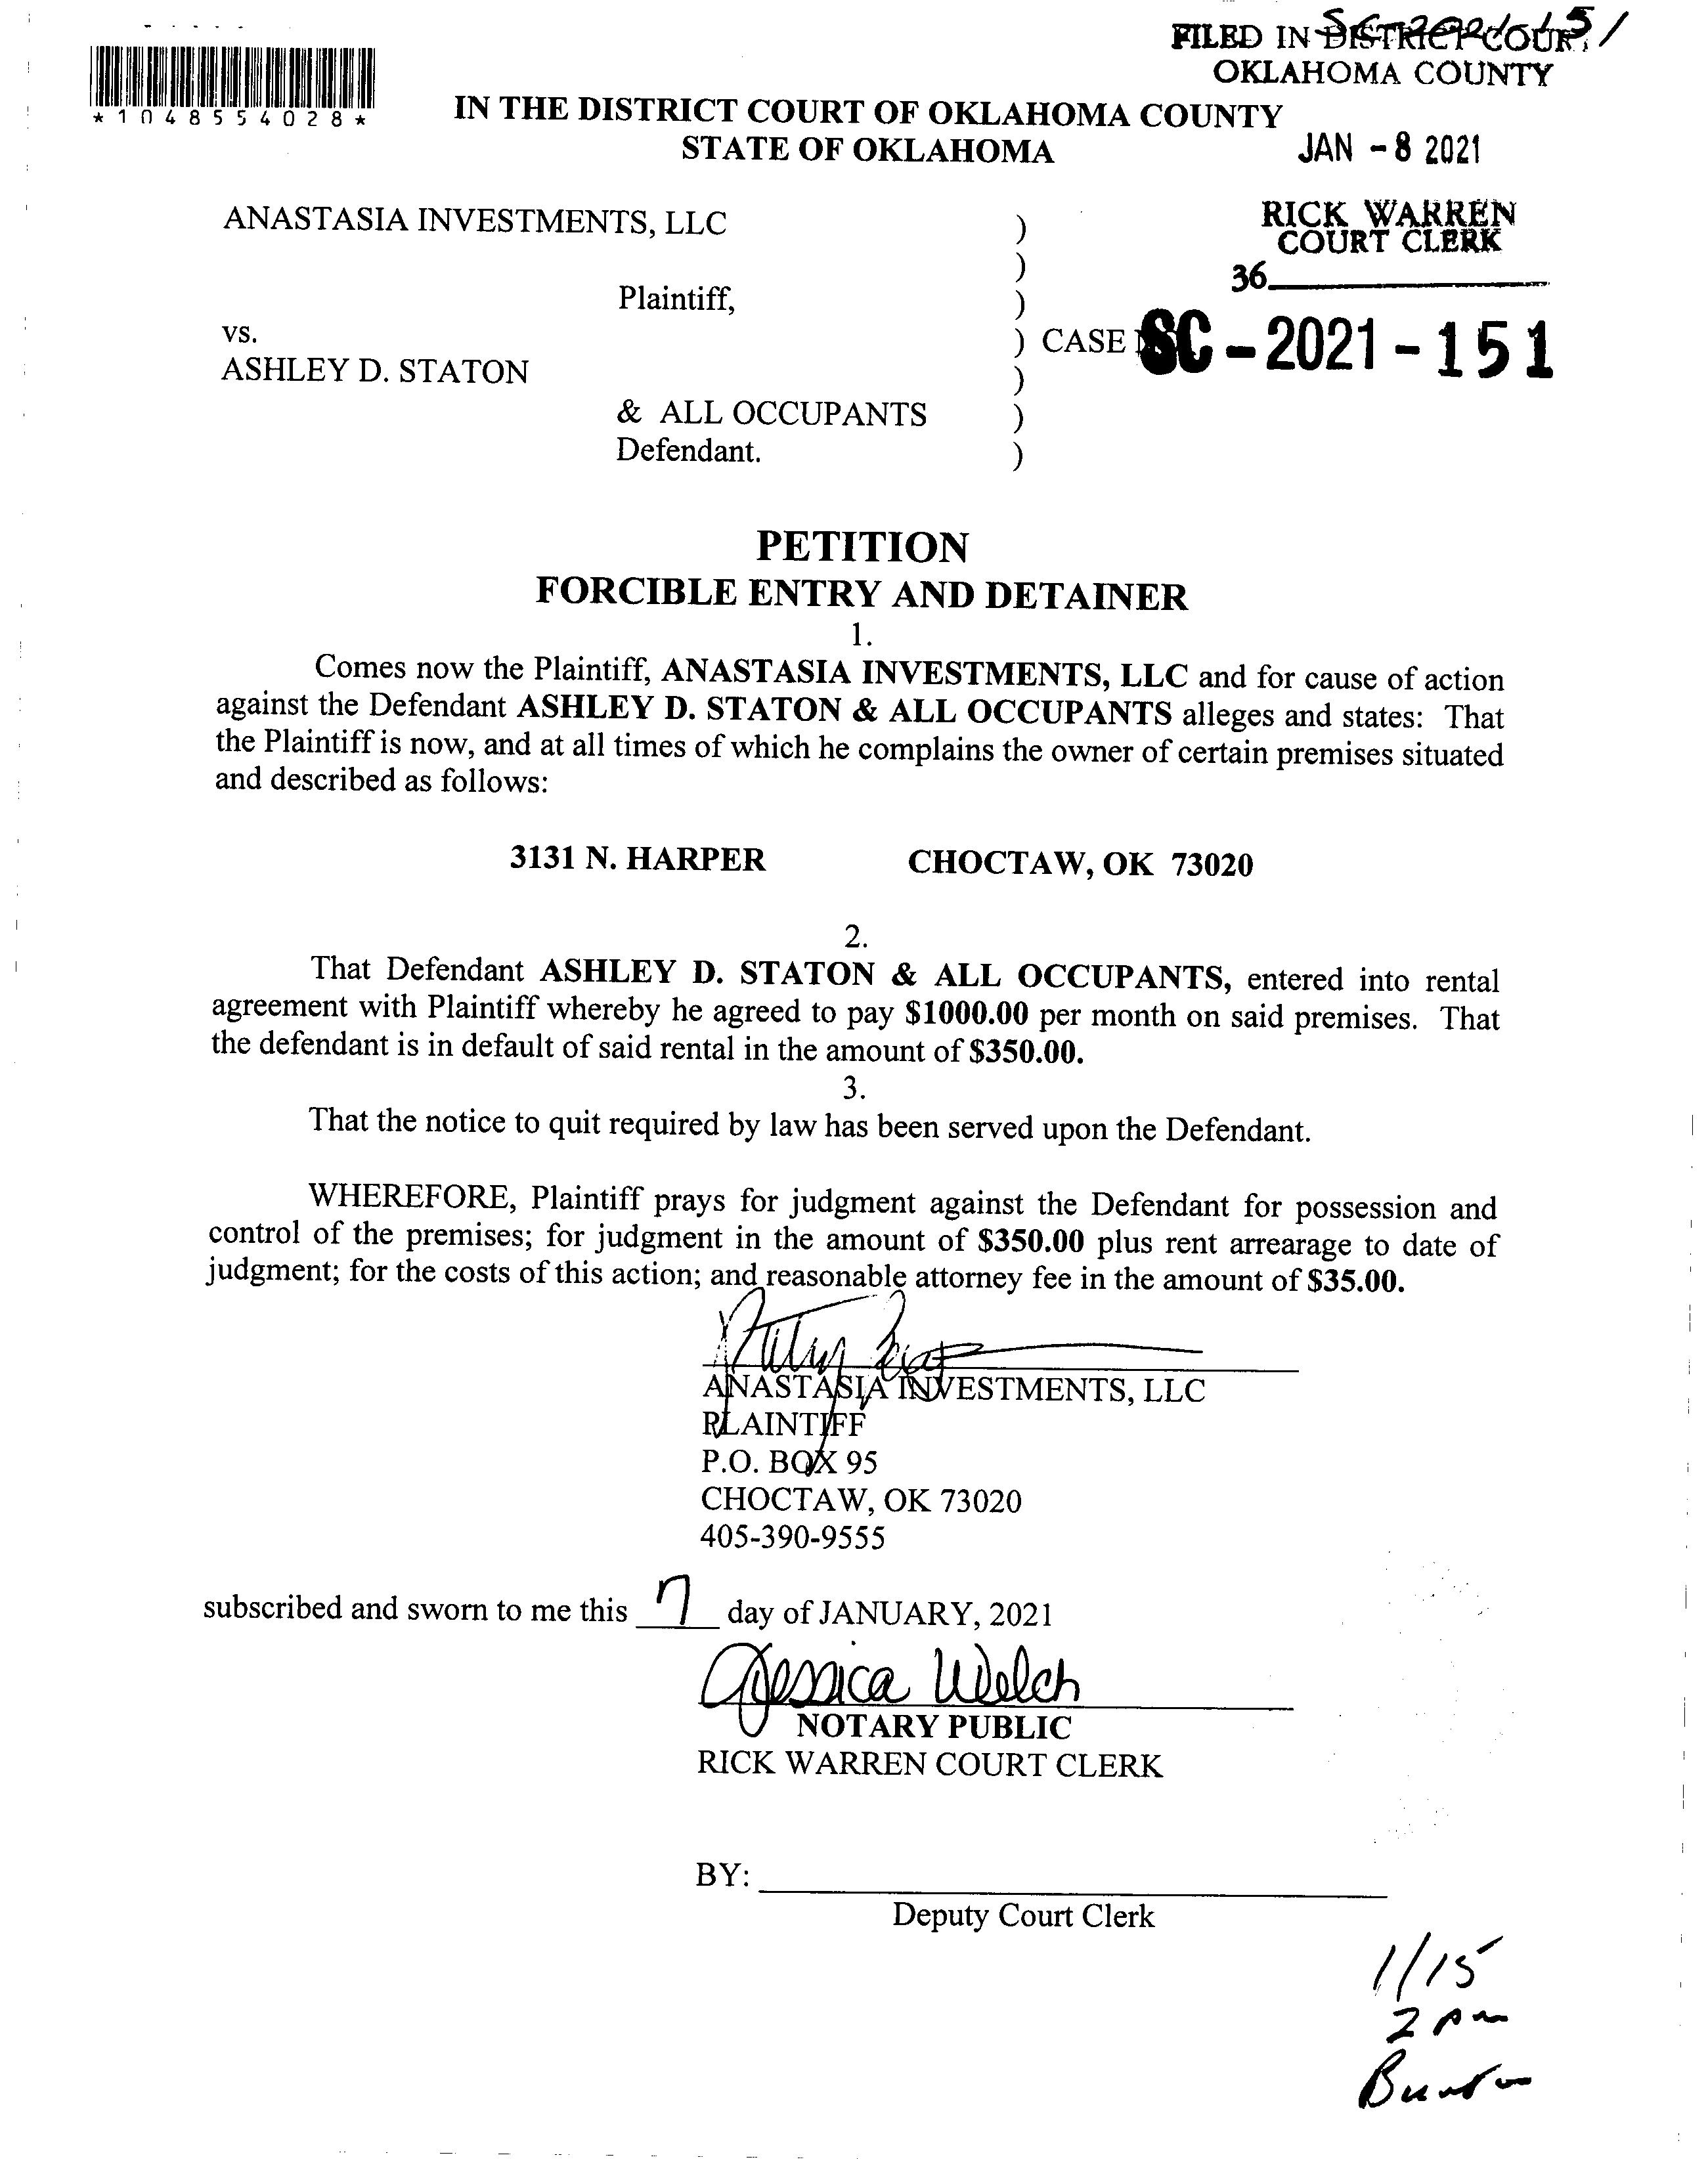 SC-2021-151
FILED IN DISTRICT COURT
OKLAHOMA COUNTY
*1048554028*
IN THE DISTRICT COURT OF OKLAHOMA COUNTY
STATE OF OKLAHOMA
JAN -8 2021
ANASTASIA INVESTMENTS, LLC )
RICK WARREN
COURT CLERK
)
36
Plaintiff, )
vs. ) CASE SC-2021-151
ASHLEY D. STATON )
& ALL OCCUPANTS )
Defendant. )
PETITION
FORCIBLE ENTRY AND DETAINER
1.
Comes now the Plaintiff, ANASTASIA INVESTMENTS, LLC and for cause of action
against the Defendant ASHLEY D. STATON & ALL OCCUPANTS alleges and states: That
the Plaintiff is now, and at all times of which he complains the owner of certain premises situated
and described as follows:
3131 N. HARPER CHOCTAW, OK 73020
2.
That Defendant ASHLEY D. STATON & ALL OCCUPANTS, entered into rental
agreement with Plaintiff whereby he agreed to pay $1000.00 per month on said premises. That
the defendant is in default of said rental in the amount of $350.00.
3.
That the notice to quit required by law has been served upon the Defendant.
WHEREFORE, Plaintiff prays for judgment against the Defendant for possession and
control of the premises; for judgment in the amount of $350.00 plus rent arrearage to date of
judgment; for the costs of this action; and reasonable attorney fee in the amount of $35.00.
ANASTASIA INVESTMENTS, LLC
PLAINTIFF
P.O. BOX 95
CHOCTAW, OK 73020
405-390-9555
subscribed and sworn to me this 7 day of JANUARY, 2021
Jessica Welch
NOTARY PUBLIC
RICK WARREN COURT CLERK
BY:
Deputy Court Clerk
1/15
2 pm